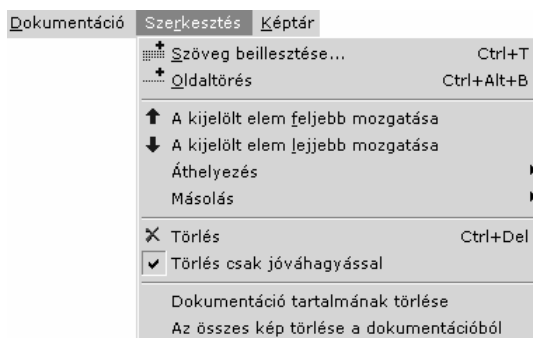 Dokumentáció Szerkesztés Képtár
Szöveg beillesztése... Ctrl+T
Oldaltörés Ctrl+Alt+B
A kijelölt elem feljebb mozgatása
A kijelölt elem lejjebb mozgatása
Áthelyezés
Másolás
Törlés Ctrl+Del
Törlés csak jóváhagyással
Dokumentáció tartalmának törlése
Az összes kép törlése a dokumentációból